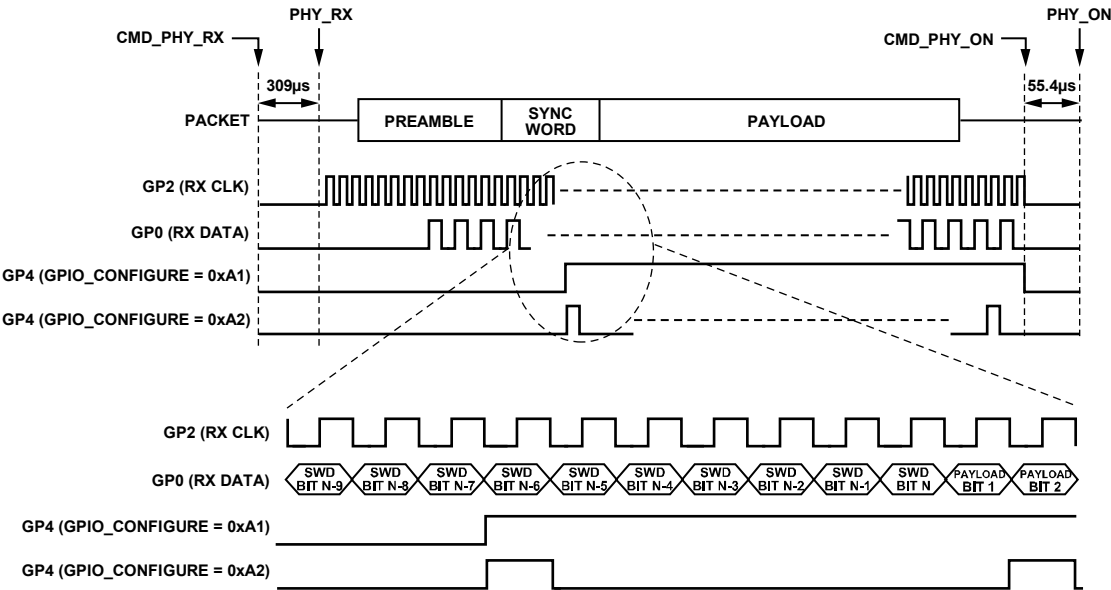 PHY_RX
PHY_ON
CMD_PHY_RX
CMD_PHY_ON
309µs
55.4µs
PACKET
PREAMBLE
SYNC
WORD
PAYLOAD
GP2 (RX CLK)
GP0 (RX DATA)
GP4 (GPIO_CONFIGURE = 0xA1)
GP4 (GPIO_CONFIGURE = 0xA2)
GP2 (RX CLK)
GP0 (RX DATA)
SWD
BIT N-9
SWD
BIT N-8
SWD
BIT N-7
SWD
BIT N-6
SWD
BIT N-5
SWD
BIT N-4
SWD
BIT N-3
SWD
BIT N-2
SWD
BIT N-1
SWD
BIT N
PAYLOAD
BIT 1
PAYLOAD
BIT 2
GP4 (GPIO_CONFIGURE = 0xA1)
GP4 (GPIO_CONFIGURE = 0xA2)